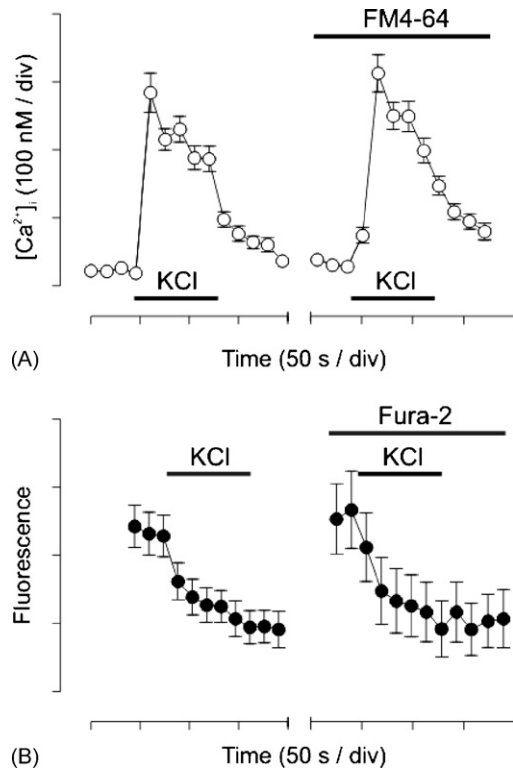 FM4-64
[Ca²⁺]ᵢ (100 nM / div)
KCl
KCl
Time (50 s / div)
(A)
Fura-2
KCl
KCl
Fluorescence
Time (50 s / div)
(B)